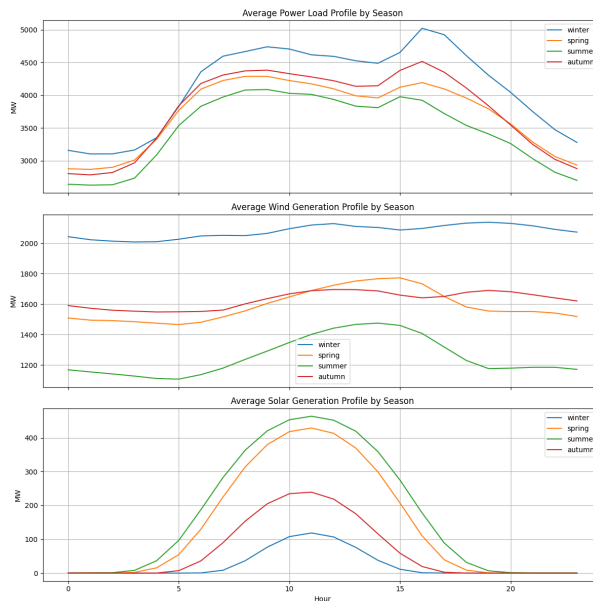 Average Power Load Profile by Season
5000
4500
4000
3500
3000
MW
winter
spring
summer
autumn
Average Wind Generation Profile by Season
2000
1800
1600
1400
1200
MW
winter
spring
summer
autumn
Average Solar Generation Profile by Season
400
300
200
100
0
MW
winter
spring
summer
autumn
0 5 10 15 20
Hour